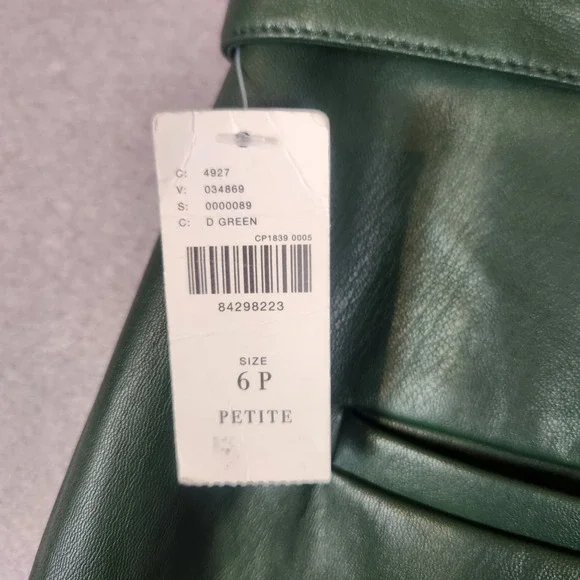 C: 4927
V: 034869
S: 0000089
C: D GREEN
CP1839 0005
84298223
SIZE
6 P
PETITE